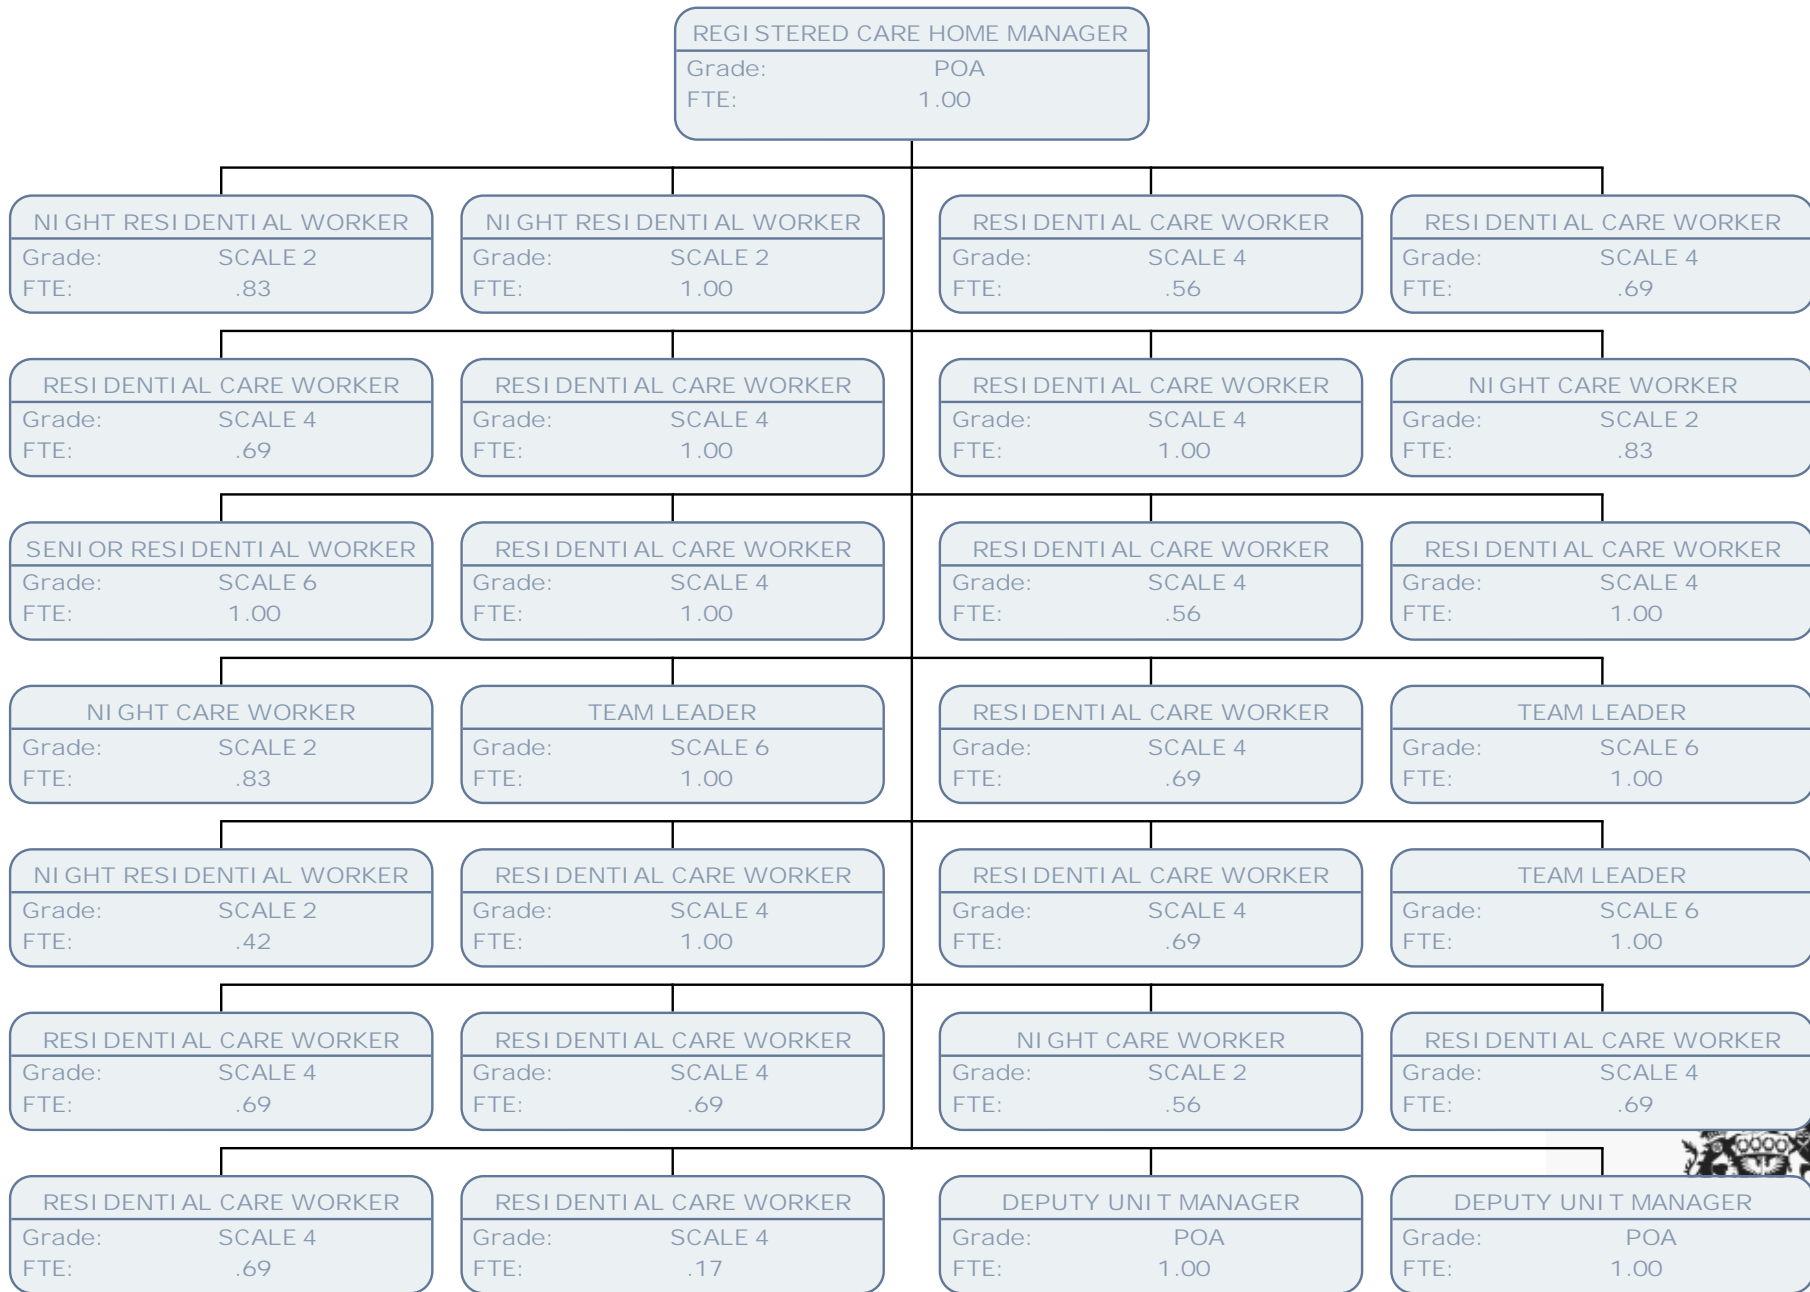 REGISTERED CARE HOME MANAGER
Grade: POA
FTE: 1.00
NIGHT RESIDENTIAL WORKER
Grade: SCALE 2
FTE: .83
NIGHT RESIDENTIAL WORKER
Grade: SCALE 2
FTE: 1.00
RESIDENTIAL CARE WORKER
Grade: SCALE 4
FTE: .56
RESIDENTIAL CARE WORKER
Grade: SCALE 4
FTE: .69
RESIDENTIAL CARE WORKER
Grade: SCALE 4
FTE: .69
RESIDENTIAL CARE WORKER
Grade: SCALE 4
FTE: 1.00
RESIDENTIAL CARE WORKER
Grade: SCALE 4
FTE: 1.00
NIGHT CARE WORKER
Grade: SCALE 2
FTE: .83
SENIOR RESIDENTIAL WORKER
Grade: SCALE 6
FTE: 1.00
RESIDENTIAL CARE WORKER
Grade: SCALE 4
FTE: 1.00
RESIDENTIAL CARE WORKER
Grade: SCALE 4
FTE: .56
RESIDENTIAL CARE WORKER
Grade: SCALE 4
FTE: 1.00
NIGHT CARE WORKER
Grade: SCALE 2
FTE: .83
TEAM LEADER
Grade: SCALE 6
FTE: 1.00
RESIDENTIAL CARE WORKER
Grade: SCALE 4
FTE: .69
TEAM LEADER
Grade: SCALE 6
FTE: 1.00
NIGHT RESIDENTIAL WORKER
Grade: SCALE 2
FTE: .42
RESIDENTIAL CARE WORKER
Grade: SCALE 4
FTE: 1.00
RESIDENTIAL CARE WORKER
Grade: SCALE 4
FTE: .69
TEAM LEADER
Grade: SCALE 6
FTE: 1.00
RESIDENTIAL CARE WORKER
Grade: SCALE 4
FTE: .69
RESIDENTIAL CARE WORKER
Grade: SCALE 4
FTE: .69
NIGHT CARE WORKER
Grade: SCALE 2
FTE: .56
RESIDENTIAL CARE WORKER
Grade: SCALE 4
FTE: .69
RESIDENTIAL CARE WORKER
Grade: SCALE 4
FTE: .69
RESIDENTIAL CARE WORKER
Grade: SCALE 4
FTE: .17
DEPUTY UNIT MANAGER
Grade: POA
FTE: 1.00
DEPUTY UNIT MANAGER
Grade: POA
FTE: 1.00